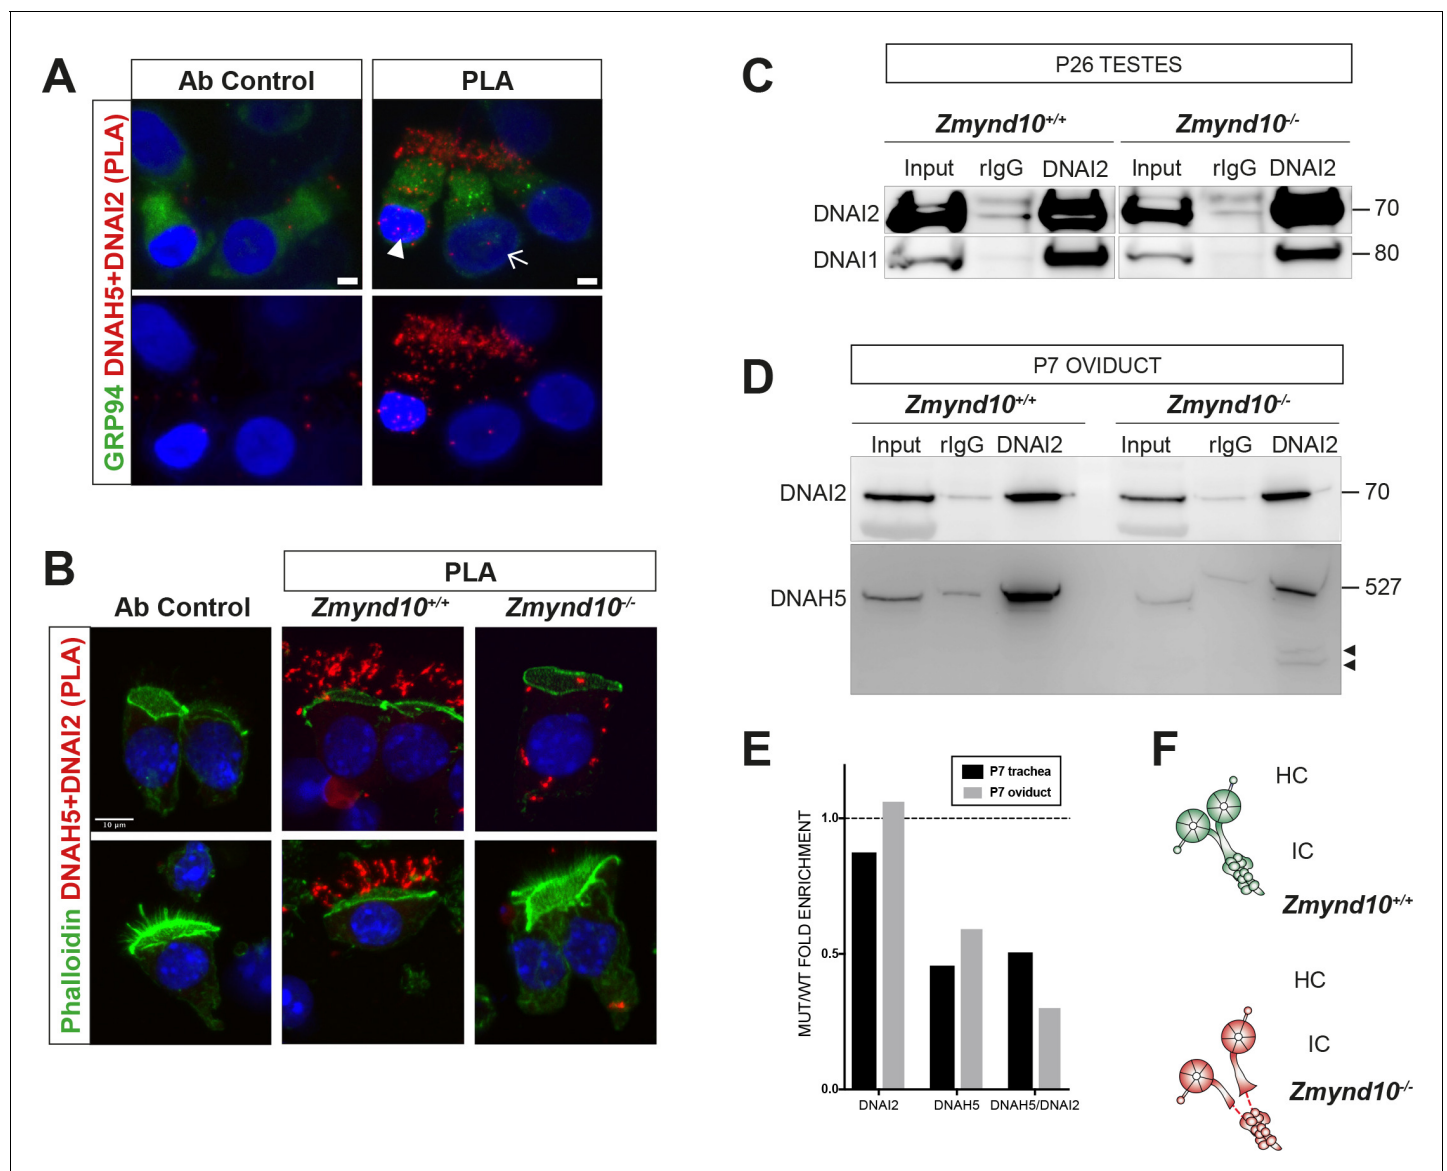 A
Ab Control
PLA
GRP94 DNAH5+DNAI2 (PLA)
B
PLA
Ab Control
Zmynd10+/+
Zmynd10-/-
Phalloidin DNAH5+DNAI2 (PLA)
10 µm
C
P26 TESTES
Zmynd10+/+
Zmynd10-/-
Input rIgG DNAI2 Input rIgG DNAI2
DNAI2
70
DNAI1
80
D
P7 OVIDUCT
Zmynd10+/+
Zmynd10-/-
Input rIgG DNAI2 Input rIgG DNAI2
DNAI2
70
DNAH5
527
E
P7 trachea
P7 oviduct
MUT/WT FOLD ENRICHMENT
1.0
0.5
0.0
DNAI2 DNAH5 DNAH5/DNAI2
F
HC
IC
Zmynd10+/+
HC
IC
Zmynd10-/-